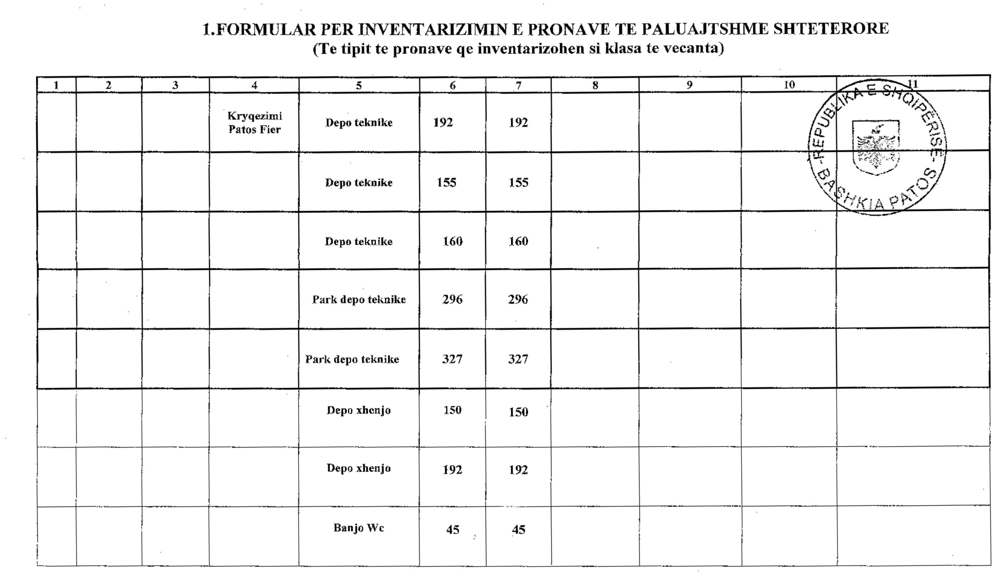 1.FORMULAR PER INVENTARIZIMIN E PRONAVE TE PALUAJTSHME SHTETERORE
(Te tipit te pronave qe inventarizohen si klasa te vecanta)
1 2 3 4 5 6 7 8 9 10 11
Kryqezimi
Patos Fier
Depo teknike 192 192
Depo teknike 155 155
Depo teknike 160 160
Park depo teknike 296 296
Park depo teknike 327 327
Depo xhenjo 150 150
Depo xhenjo 192 192
Banjo Wc 45 45
-REPUBLIKA E SHQIPËRISE-
BASHKIA PATOS